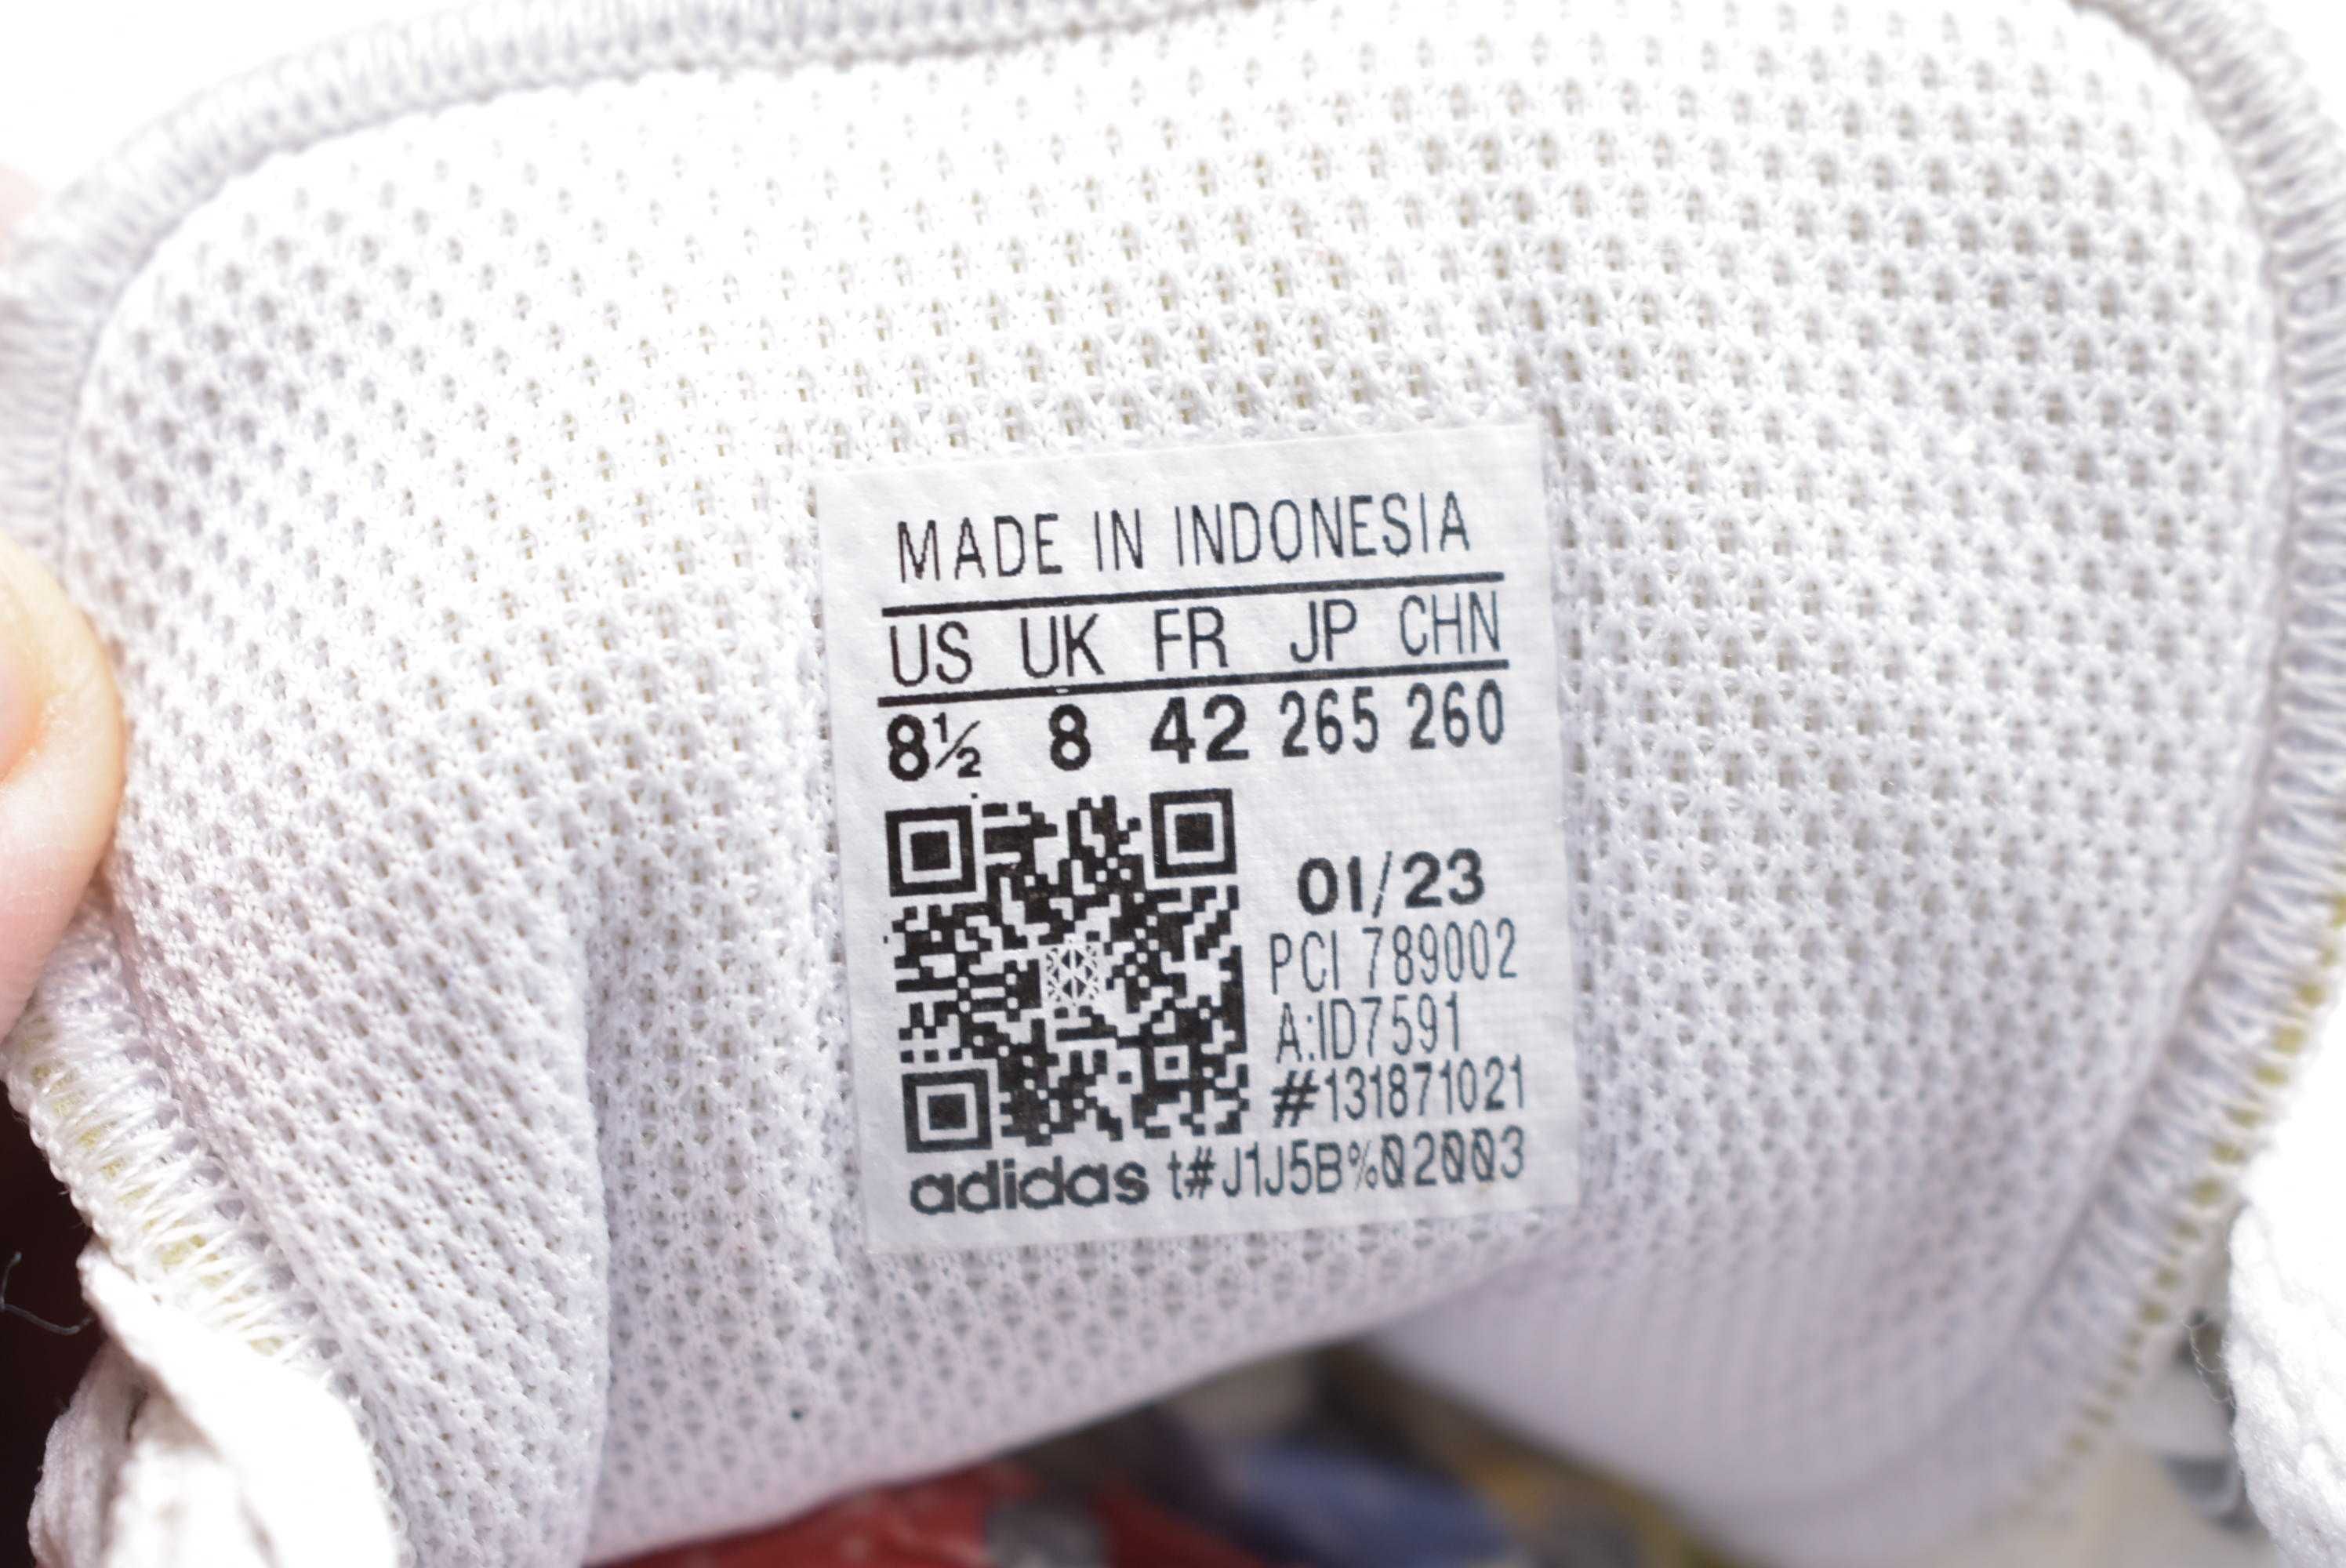 MADE IN INDONESIA
US UK FR JP CHN
8½ 8 42 265 260
01/23
PCI 789002
A:ID7591
#131871021
adidas t#J1J5B%02003